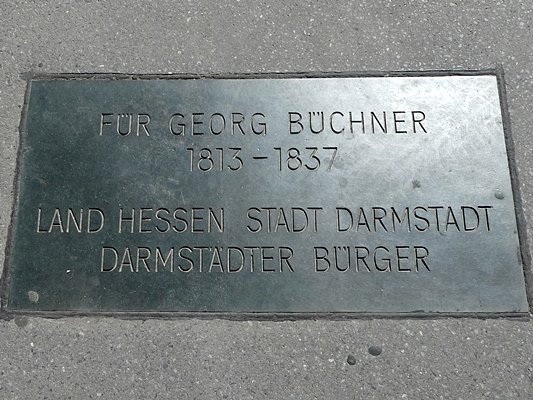 FÜR GEORG BÜCHNER
1813 – 1837
LAND HESSEN STADT DARMSTADT
DARMSTÄDTER BÜRGER